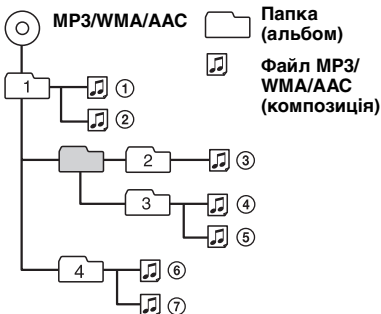 MP3/WMA/AAC
Папка
(альбом)
Файл MP3/
WMA/AAC
(композиція)
1
①
②
2
③
3
④
⑤
4
⑥
⑦